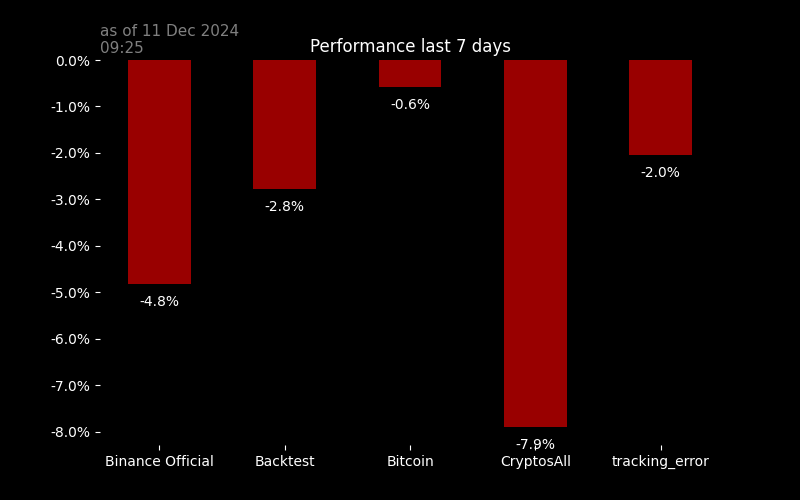 as of 11 Dec 2024
09:25
Performance last 7 days
0.0%
-1.0%
-2.0%
-3.0%
-4.0%
-5.0%
-6.0%
-7.0%
-8.0%
-4.8%
-2.8%
-0.6%
-7.9%
-2.0%
Binance Official
Backtest
Bitcoin
CryptosAll
tracking_error